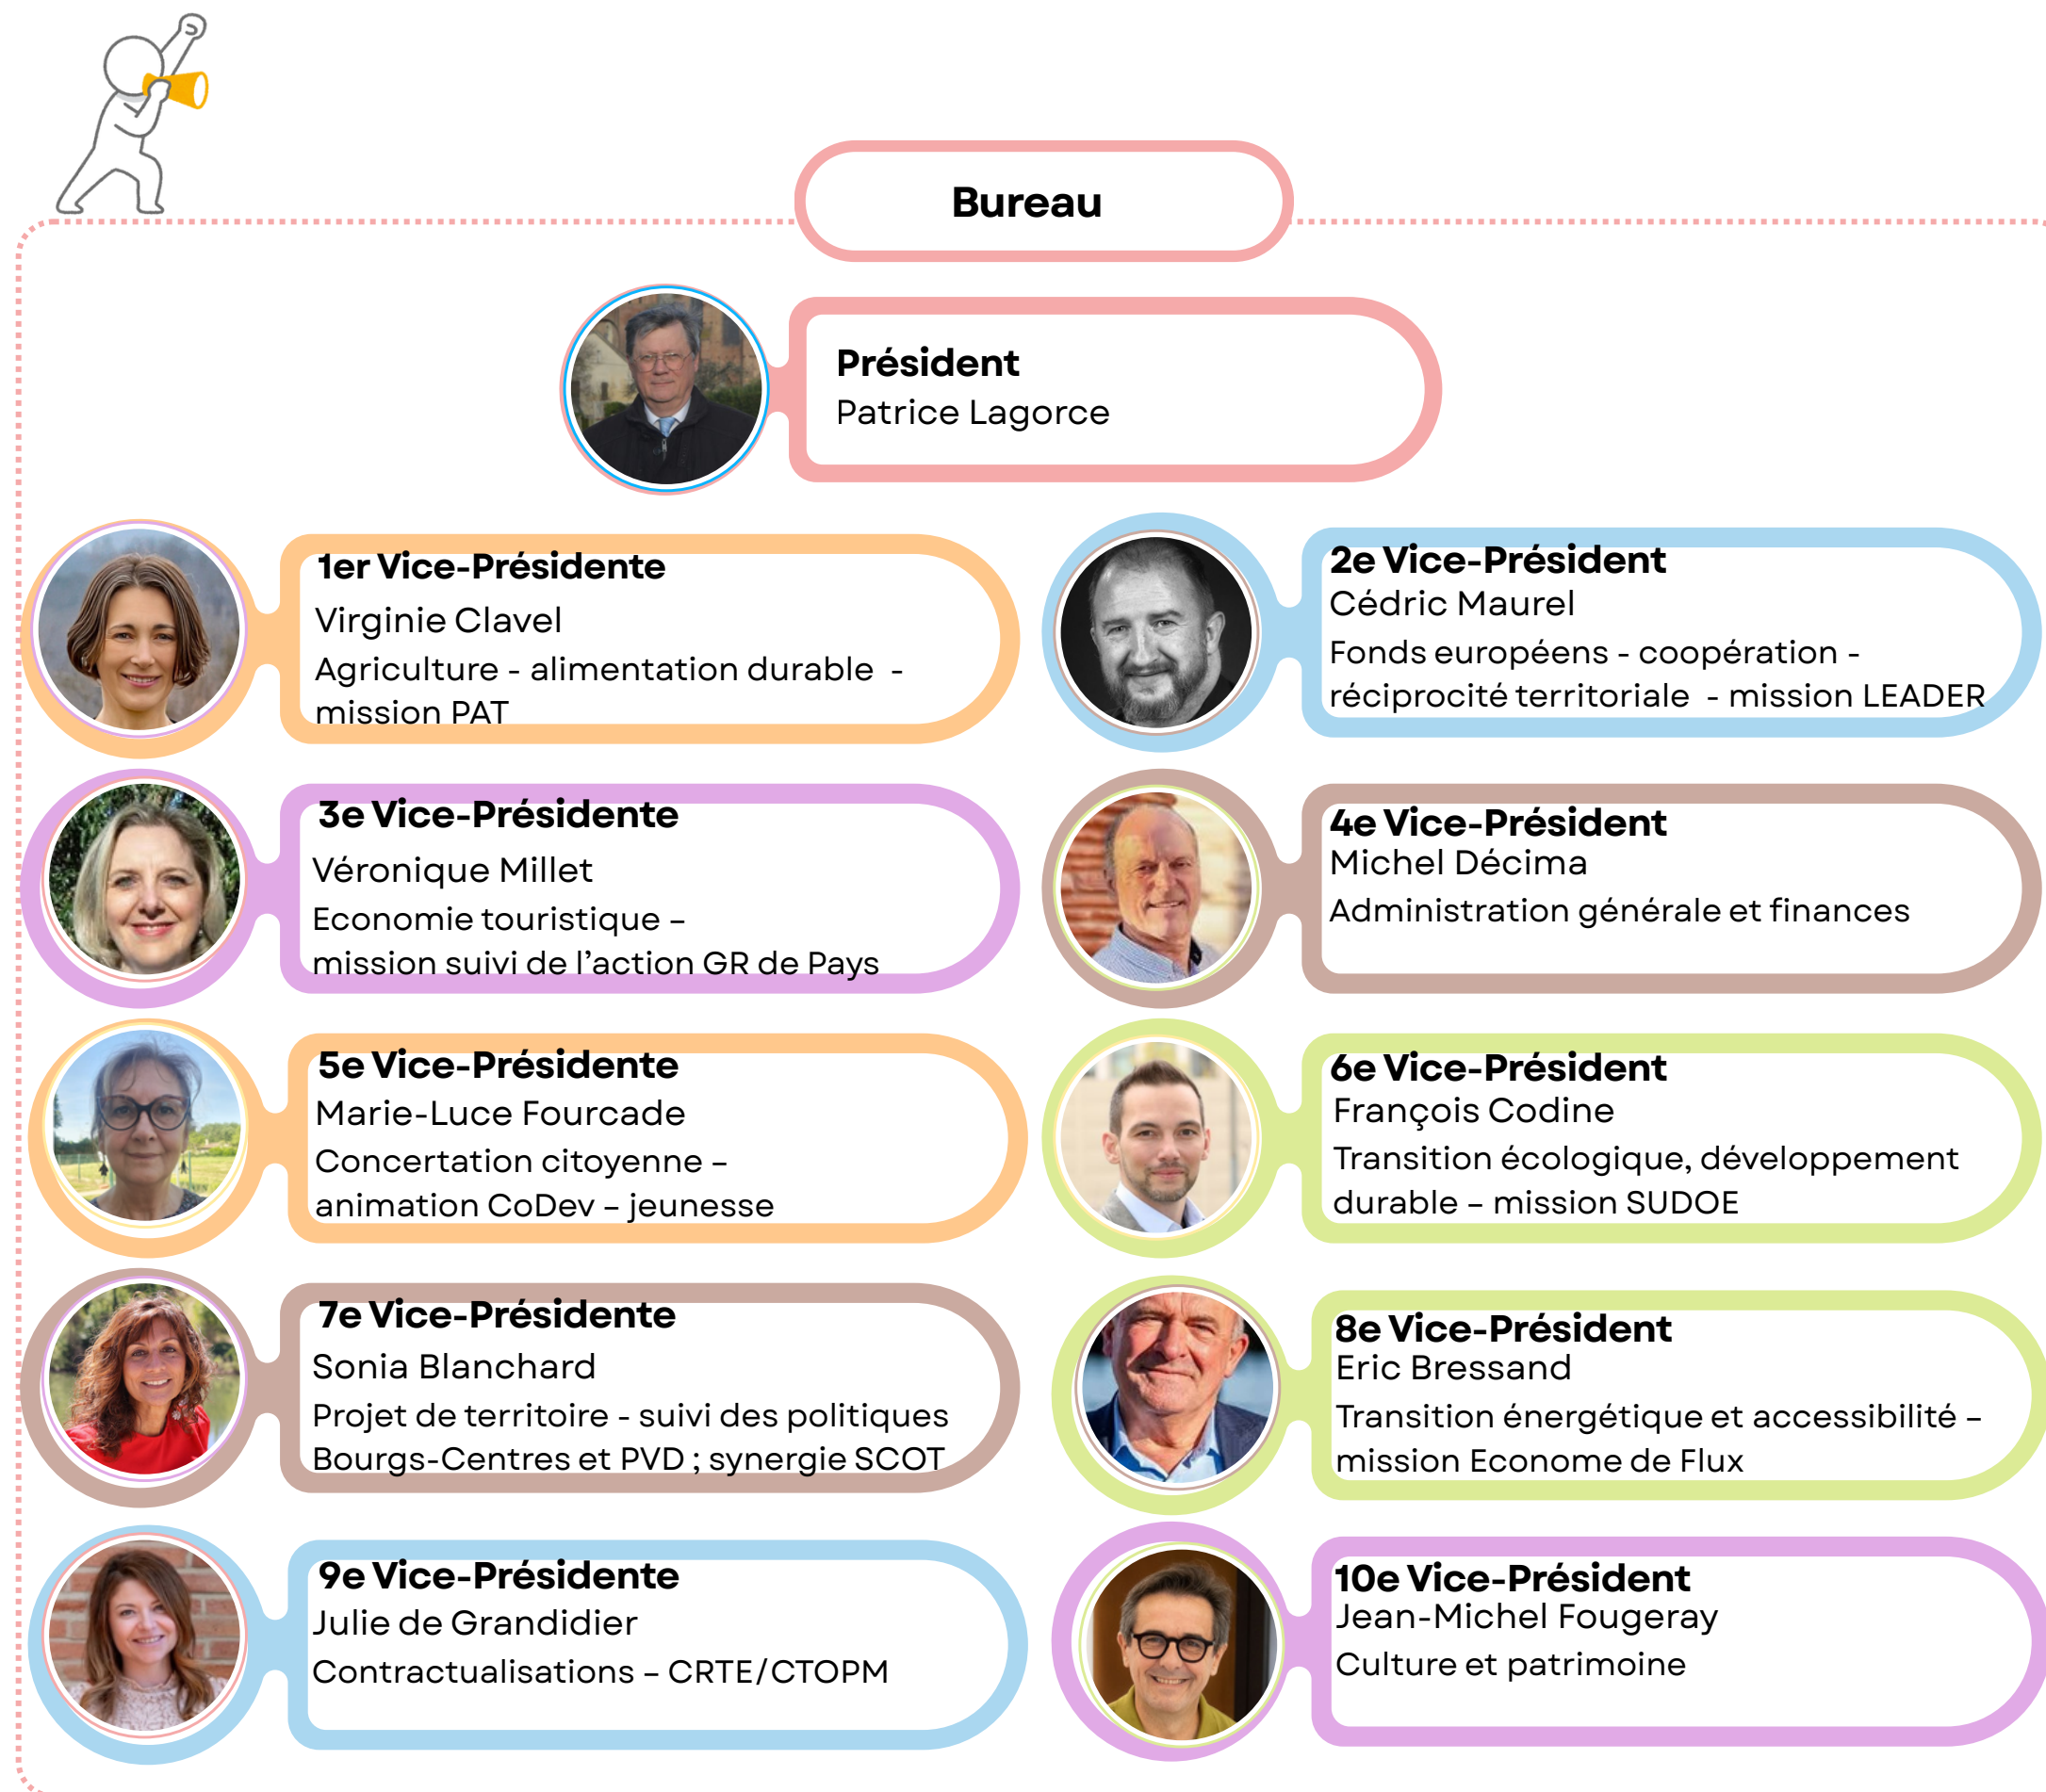 Bureau
Président
Patrice Lagorce
1er Vice-Présidente
Virginie Clavel
Agriculture - alimentation durable -
mission PAT
2e Vice-Président
Cédric Maurel
Fonds européens - coopération -
réciprocité territoriale - mission LEADER
3e Vice-Présidente
Véronique Millet
Economie touristique –
mission suivi de l'action GR de Pays
4e Vice-Président
Michel Décima
Administration générale et finances
5e Vice-Présidente
Marie-Luce Fourcade
Concertation citoyenne –
animation CoDev – jeunesse
6e Vice-Président
François Codine
Transition écologique, développement
durable – mission SUDOE
7e Vice-Présidente
Sonia Blanchard
Projet de territoire - suivi des politiques
Bourgs-Centres et PVD ; synergie SCOT
8e Vice-Président
Eric Bressand
Transition énergétique et accessibilité –
mission Econome de Flux
9e Vice-Présidente
Julie de Grandidier
Contractualisations – CRTE/CTOPM
10e Vice-Président
Jean-Michel Fougeray
Culture et patrimoine